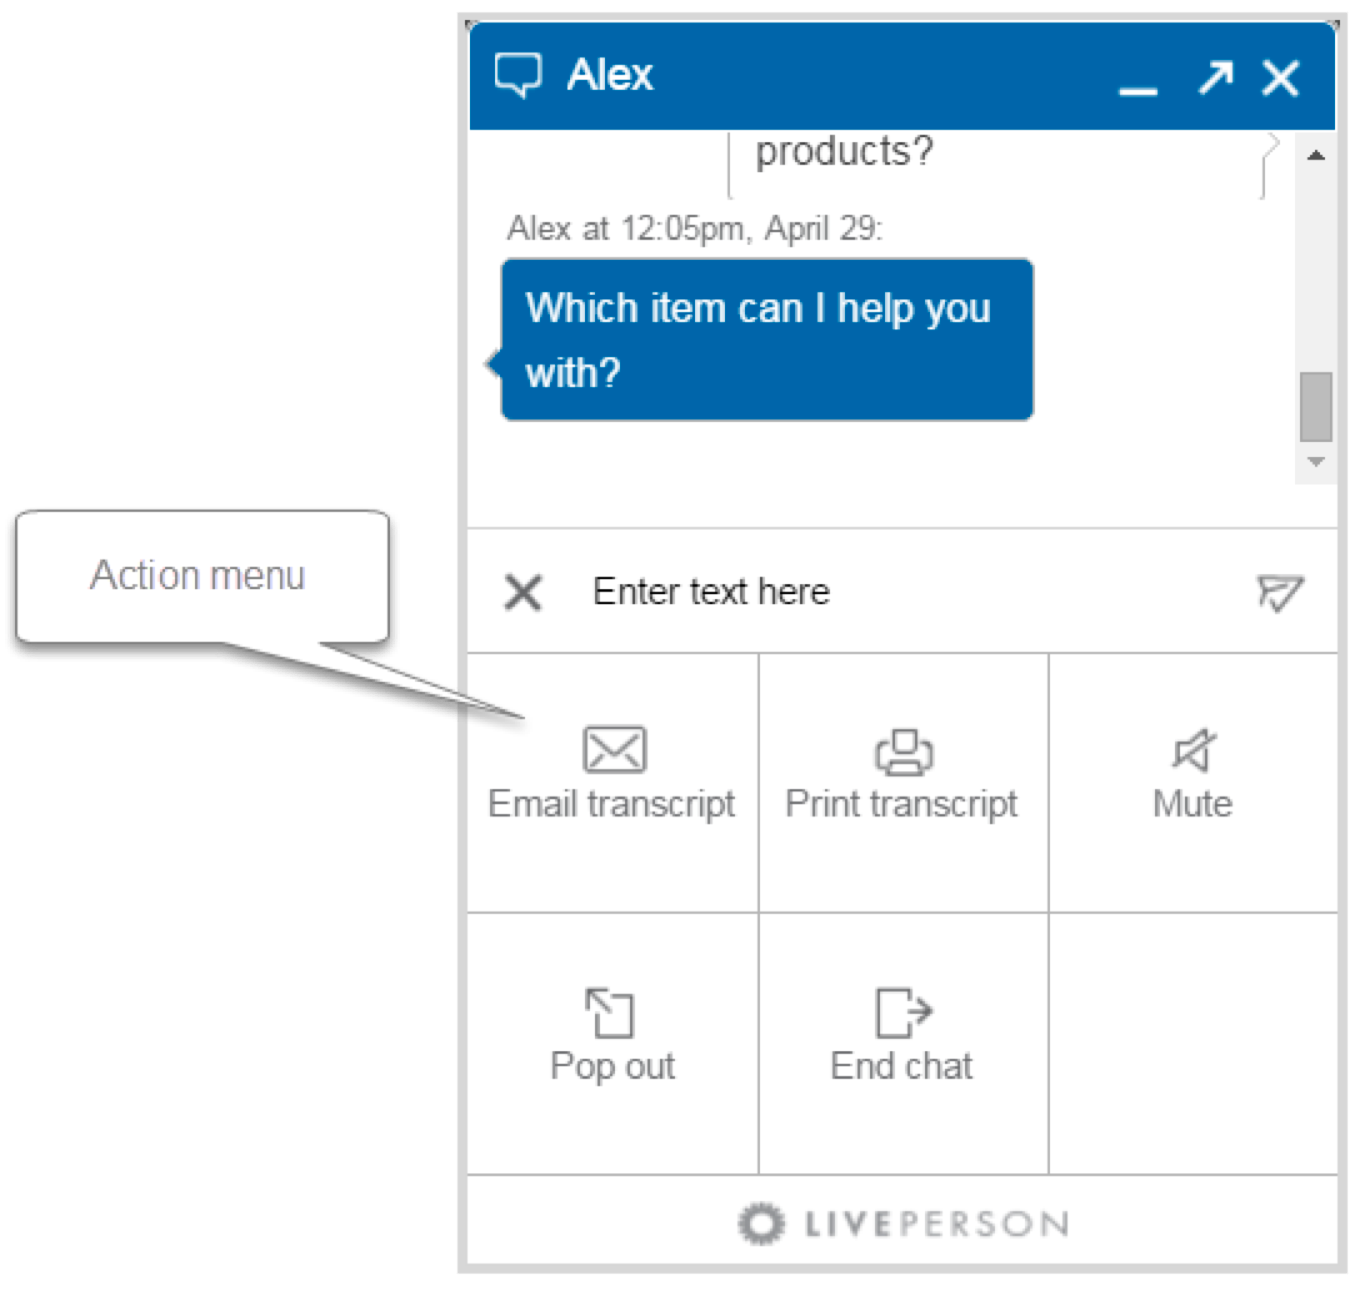 Alex
products?
Alex at 12:05pm, April 29:
Which item can I help you
with?
Action menu
Enter text here
Email transcript
Print transcript
Mute
Pop out
End chat
LIVEPERSON